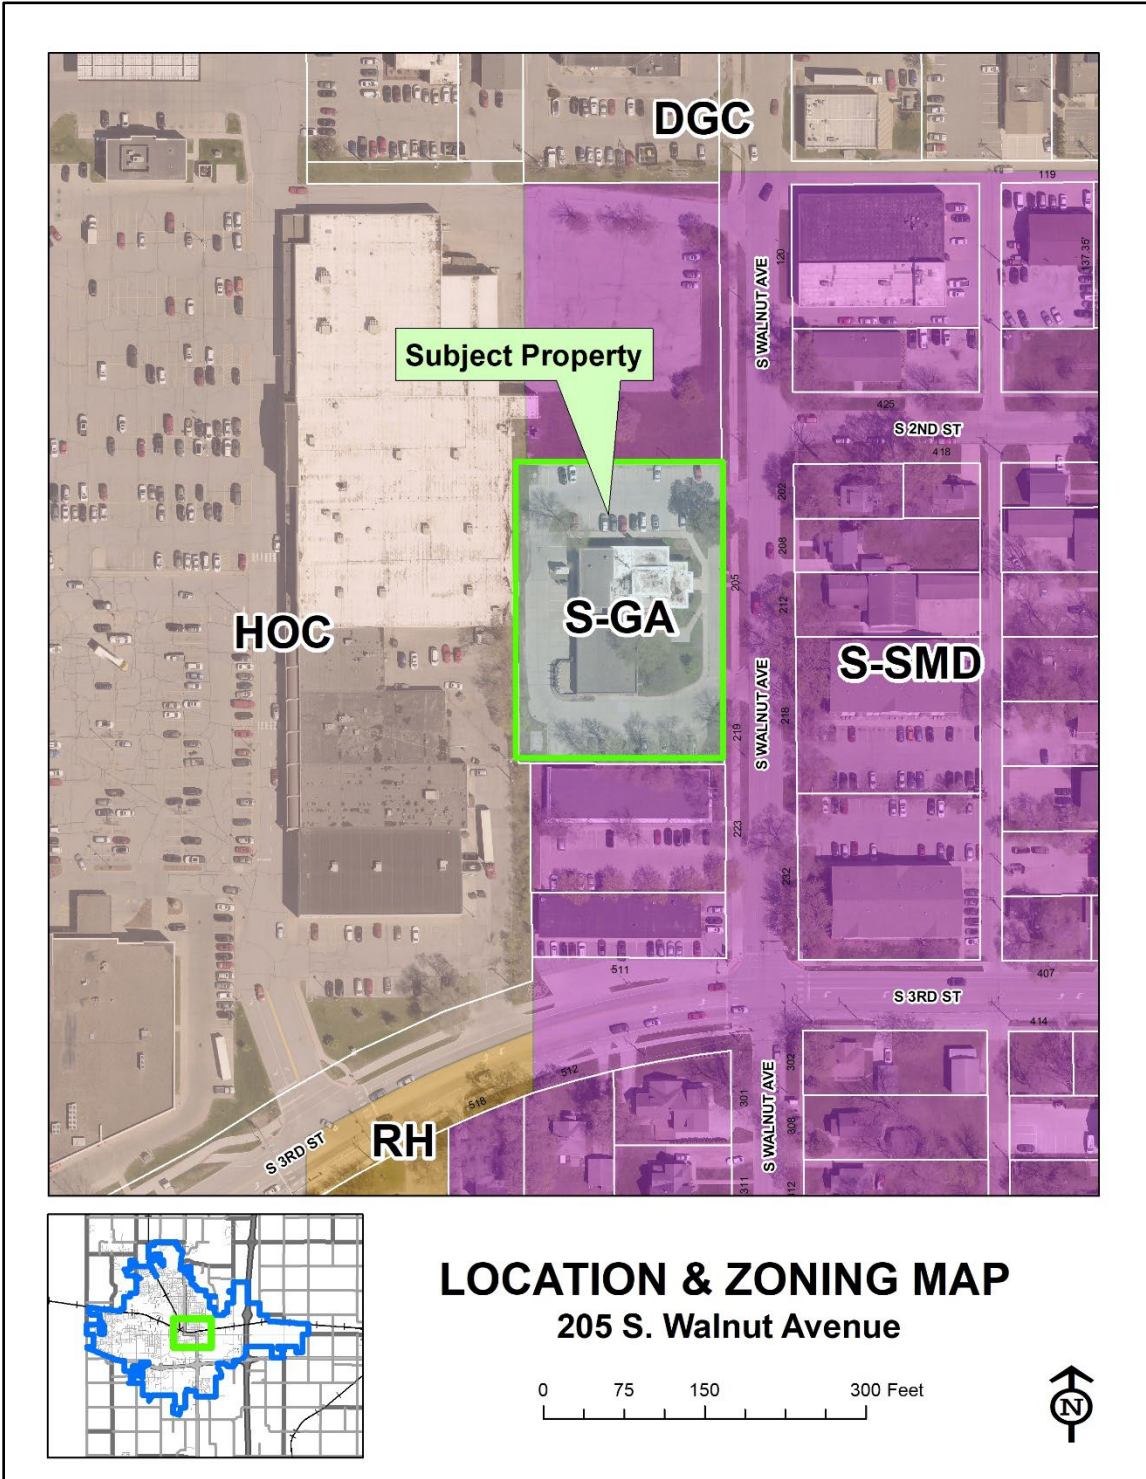 DGC
119
S WALNUT AVE
120
137.35'
Subject Property
425
S 2ND ST
418
202
208
205
212
S-GA
HOC
S-SMD
S WALNUT AVE
218
219
223
232
511
407
S 3RD ST
414
512
518
302
S WALNUT AVE
301
308
RH
S 3RD ST
311
312
LOCATION & ZONING MAP
205 S. Walnut Avenue
0 75 150 300 Feet
N